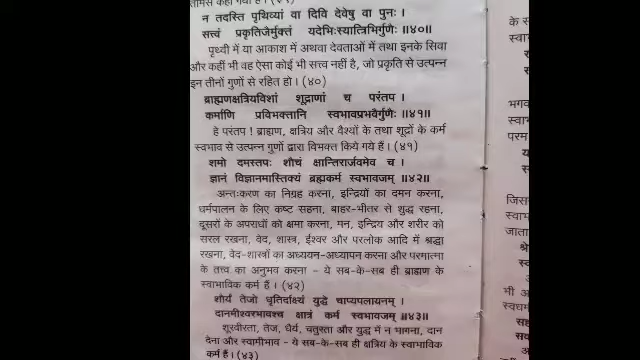 तामस कहा गया है। (३९)
न तदस्ति पृथिव्यां वा दिवि देवेषु वा पुनः ।
सत्त्वं प्रकृतिजैर्मुक्तं यदेभिःस्यात्त्रिभिर्गुणैः ॥४०॥
पृथ्वी में या आकाश में अथवा देवताओं में तथा इनके सिवा
और कहीं भी वह ऐसा कोई भी सत्त्व नहीं है, जो प्रकृति से उत्पन्न
इन तीनों गुणों से रहित हो। (४०)
ब्राह्मणक्षत्रियविशां शूद्राणां च परंतप ।
कर्माणि प्रविभक्तानि स्वभावप्रभवैर्गुणैः ॥४१॥
हे परंतप ! ब्राह्मण, क्षत्रिय और वैश्यों के तथा शूद्रों के कर्म
स्वभाव से उत्पन्न गुणों द्वारा विभक्त किये गये हैं। (४१)
शमो दमस्तपः शौचं क्षान्तिरार्जवमेव च ।
ज्ञानं विज्ञानमास्तिक्यं ब्रह्मकर्म स्वभावजम् ॥४२॥
अन्तःकरण का निग्रह करना, इन्द्रियों का दमन करना,
धर्मपालन के लिए कष्ट सहना, बाहर-भीतर से शुद्ध रहना,
दूसरों के अपराधों को क्षमा करना, मन, इन्द्रिय और शरीर को
सरल रखना, वेद, शास्त्र, ईश्वर और परलोक आदि में श्रद्धा
रखना, वेद-शास्त्रों का अध्ययन-अध्यापन करना और परमात्मा
के तत्त्व का अनुभव करना – ये सब-के-सब ही ब्राह्मण के
स्वाभाविक कर्म हैं । (४२)
शौर्यं तेजो धृतिर्दाक्ष्यं युद्धे चाप्यपलायनम् ।
दानमीश्वरभावश्च क्षात्रं कर्म स्वभावजम् ॥४३॥
शूरवीरता, तेज, धैर्य, चतुरता और युद्ध में न भागना, दान
देना और स्वामीभाव – ये सब-के-सब ही क्षत्रिय के स्वाभाविक
कर्म हैं। (४३)
के स
भगव
परम
जिस
जाता
मी अ